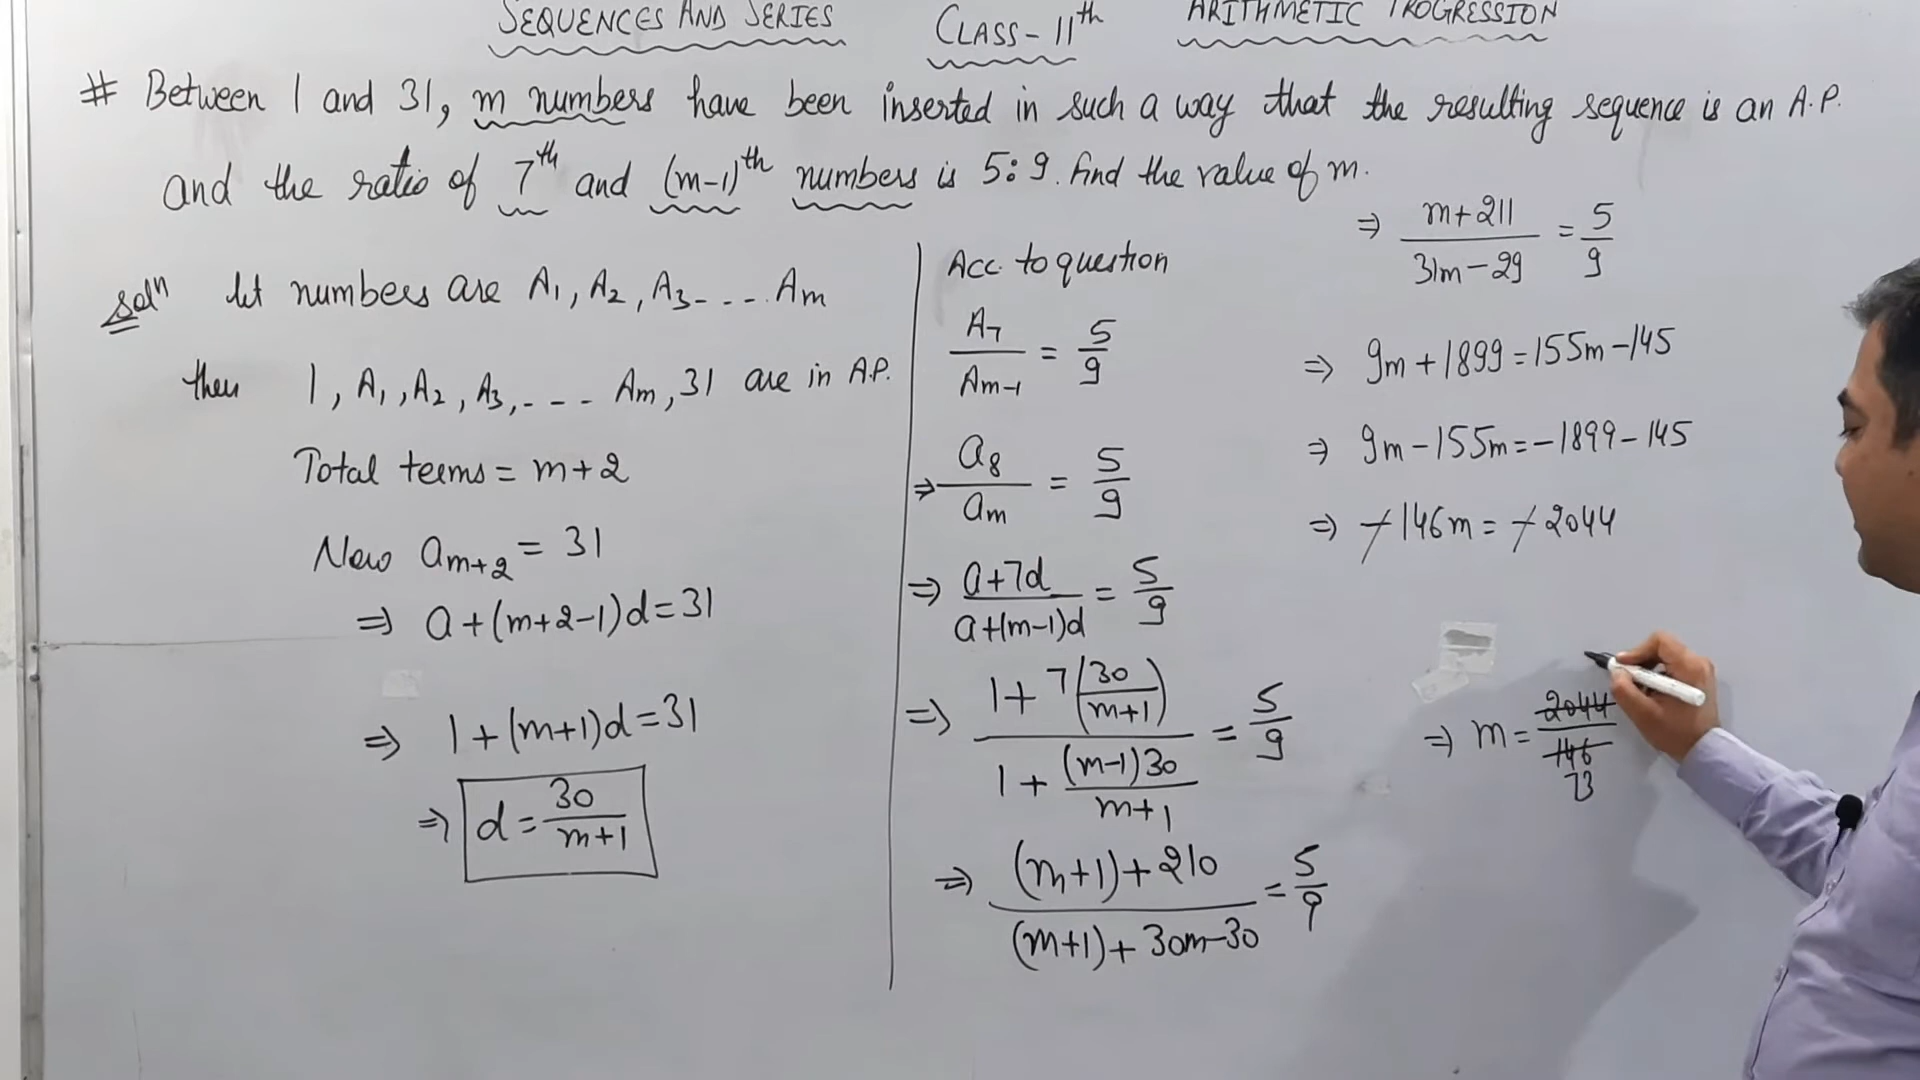 SEQUENCES AND SERIES CLASS-11th ARITHMETIC PROGRESSION
# Between 1 and 31, m numbers have been inserted in such a way that the resulting sequence is an A.P.
and the ratio of 7th and (m-1)th numbers is 5:9. find the value of m.
Solⁿ let numbers are A₁, A₂, A₃---.Am
then 1, A₁, A₂, A₃,---- Am, 31 are in A.P.
Total terms = m+2
Now aₘ₊₂ = 31
⇒ a+(m+2-1)d=31
⇒ 1+(m+1)d=31
⇒ d=30/(m+1)
Acc. to question
A₇/Aₘ₋₁ = 5/9
⇒ a₈/aₘ = 5/9
⇒ (a+7d)/(a+(m-1)d) = 5/9
⇒ (1+7(30/(m+1)))/(1+((m-1)30)/(m+1)) = 5/9
⇒ ((m+1)+210)/((m+1)+30m-30) = 5/9
⇒ (m+211)/(31m-29) = 5/9
⇒ 9m+1899=155m-145
⇒ 9m-155m=-1899-145
⇒ -146m=-2044
⇒ m=2044/146
73